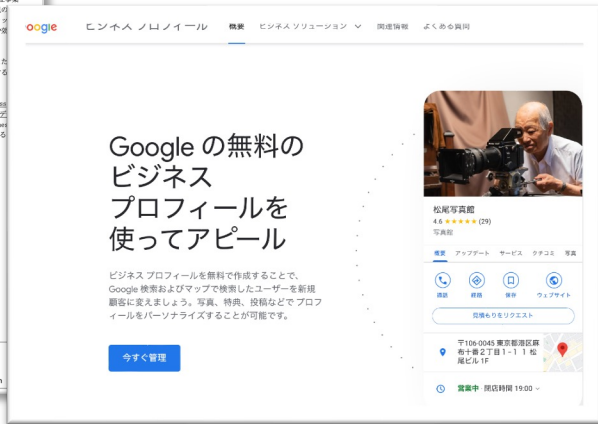 oogle ビジネス プロフィール 概要 ビジネス ソリューション 関連情報 よくある質問
Google の無料の
ビジネス
プロフィールを
使ってアピール
ビジネス プロフィールを無料で作成することで、
Google 検索およびマップで検索したユーザーを新規
顧客に変えましょう。写真、特典、投稿などで プロフ
ィールをパーソナライズすることが可能です。
今すぐ管理
松尾写真館
4.6 ★★★★★ (29)
写真館
概要 アップデート サービス クチコミ 写真
通話 経路 保存 ウェブサイト
見積もりをリクエスト
〒106-0045 東京都港区麻
布十番2丁目1−1 1 松
尾ビル 1F
営業中·閉店時間 19:00